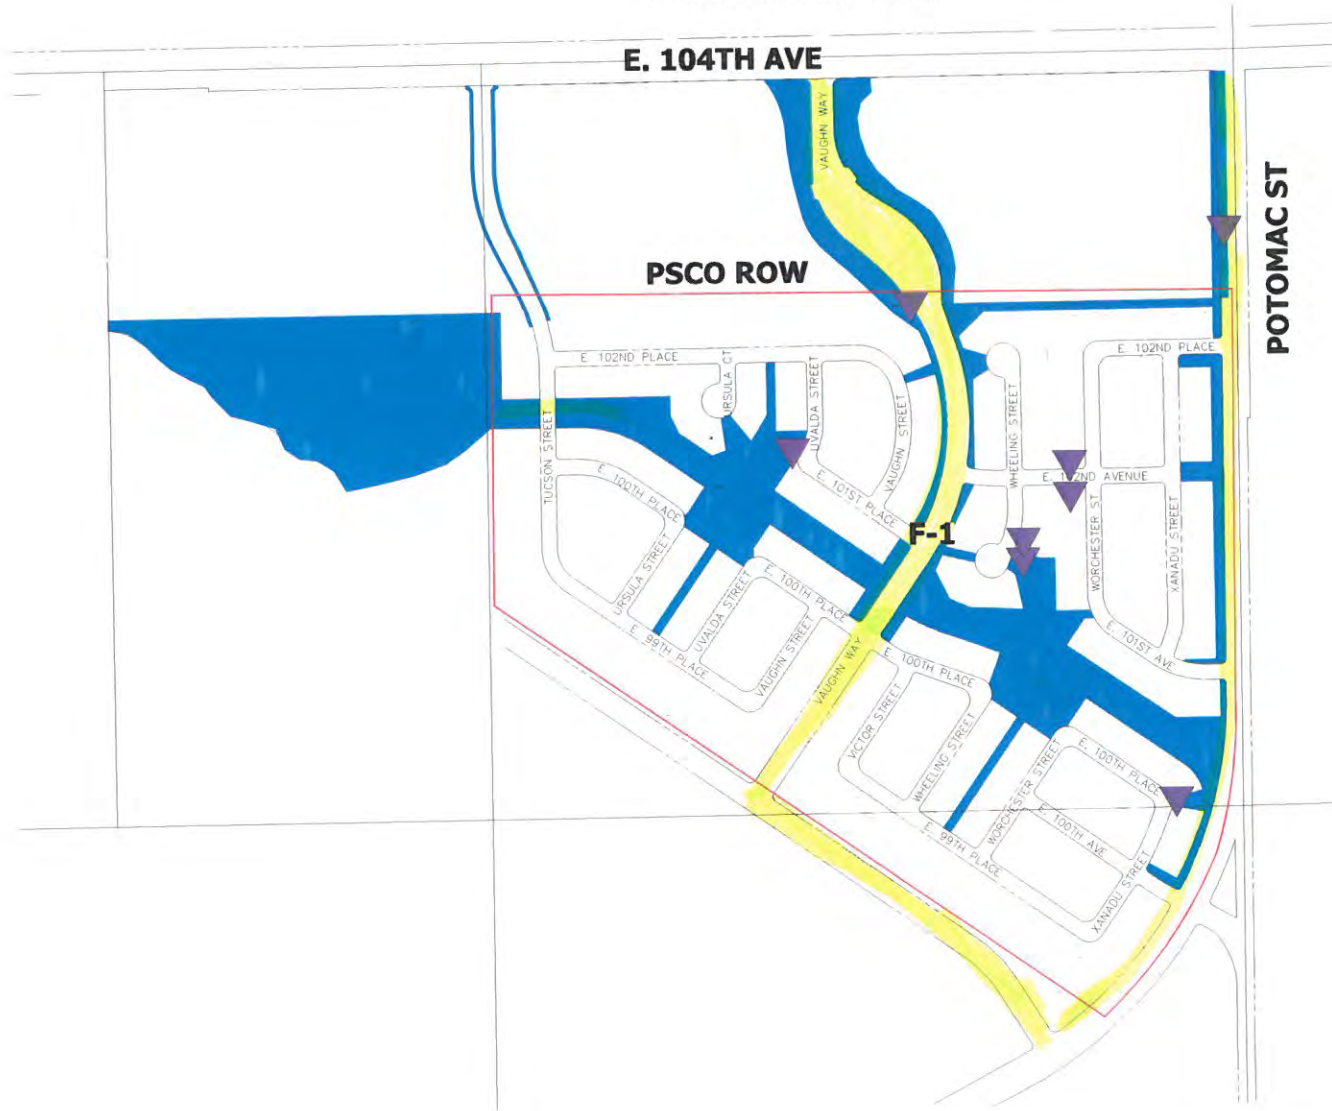 E. 104TH AVE
VAUGHN WAY
POTOMAC ST
PSCO ROW
E. 102ND PLACE
URSULA CT
UVALDA STREET
VAUGHN STREET
E. 102ND PLACE
WHEELING STREET
TUCSON STREET
E. 101ST PLACE
E. 102ND AVENUE
WORCHESTER ST
XANADU STREET
E. 100TH PLACE
F-1
URSULA STREET
UVALDA STREET
E. 100TH PLACE
VAUGHN STREET
E. 99TH PLACE
E. 101ST AVE
VAUGHN WAY
E. 100TH PLACE
VICTOR STREET
WHEELING STREET
WORCHESTER STREET
E. 100TH PLACE
E. 100TH AVE
E. 99TH PLACE
XANADU STREET